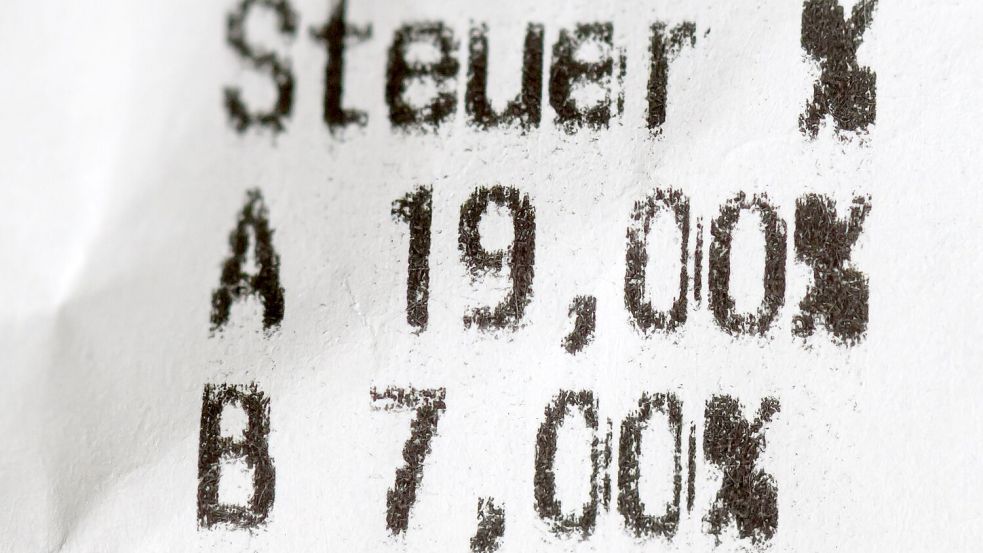 Steuer %
A 19,00%
B 7,00%